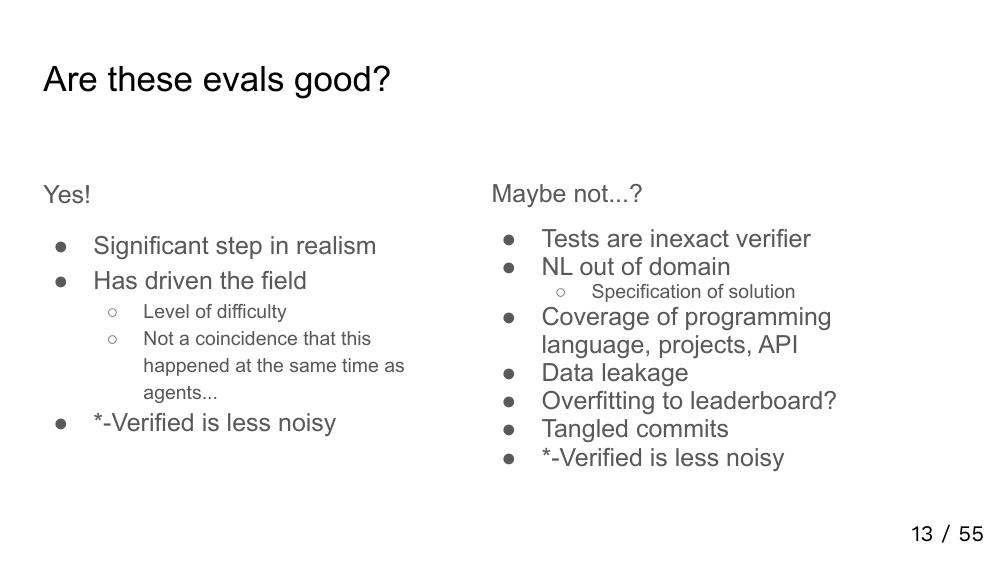 Are these evals good?
Yes!
● Significant step in realism
● Has driven the field
○ Level of difficulty
○ Not a coincidence that this
happened at the same time as
agents...
● *-Verified is less noisy
Maybe not...?
● Tests are inexact verifier
● NL out of domain
○ Specification of solution
● Coverage of programming
language, projects, API
● Data leakage
● Overfitting to leaderboard?
● Tangled commits
● *-Verified is less noisy
13 / 55